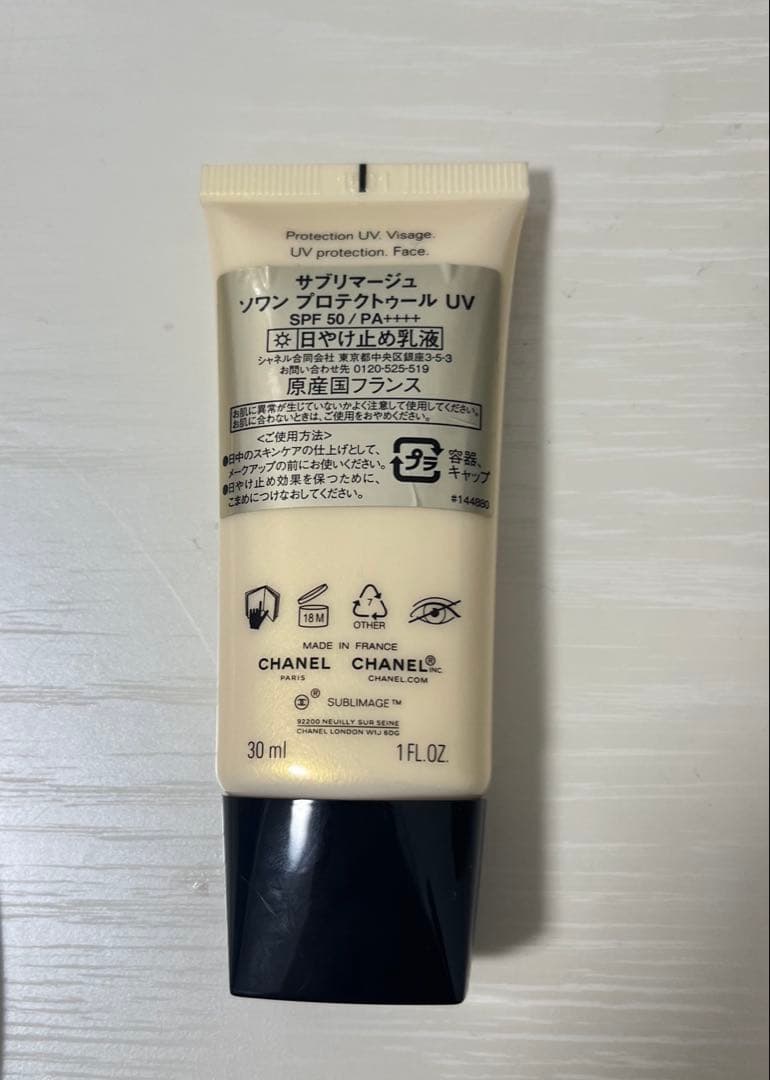 Protection UV. Visage.
UV protection. Face.
サブリマージュ
ソワン プロテクトゥール UV
SPF 50 / PA++++
日やけ止め乳液
シャネル合同会社 東京都中央区銀座3-5-3
お問い合わせ先 0120-525-519
原産国フランス
お肌に異常が生じていないかよく注意して使用してください。
お肌に合わないときは、ご使用をおやめください。
<ご使用方法>
●日中のスキンケアの仕上げとして、
メークアップの前にお使いください。
●日やけ止め効果を保つために、
こまめにつけなおしてください。
プラ
容器、
キャップ
#144880
18 M
7
OTHER
MADE IN FRANCE
CHANEL CHANEL® INC.
PARIS CHANEL.COM
® SUBLIMAGE™
92200 NEUILLY SUR SEINE
CHANEL LONDON W1J 6DG
30 ml 1 FL.OZ.